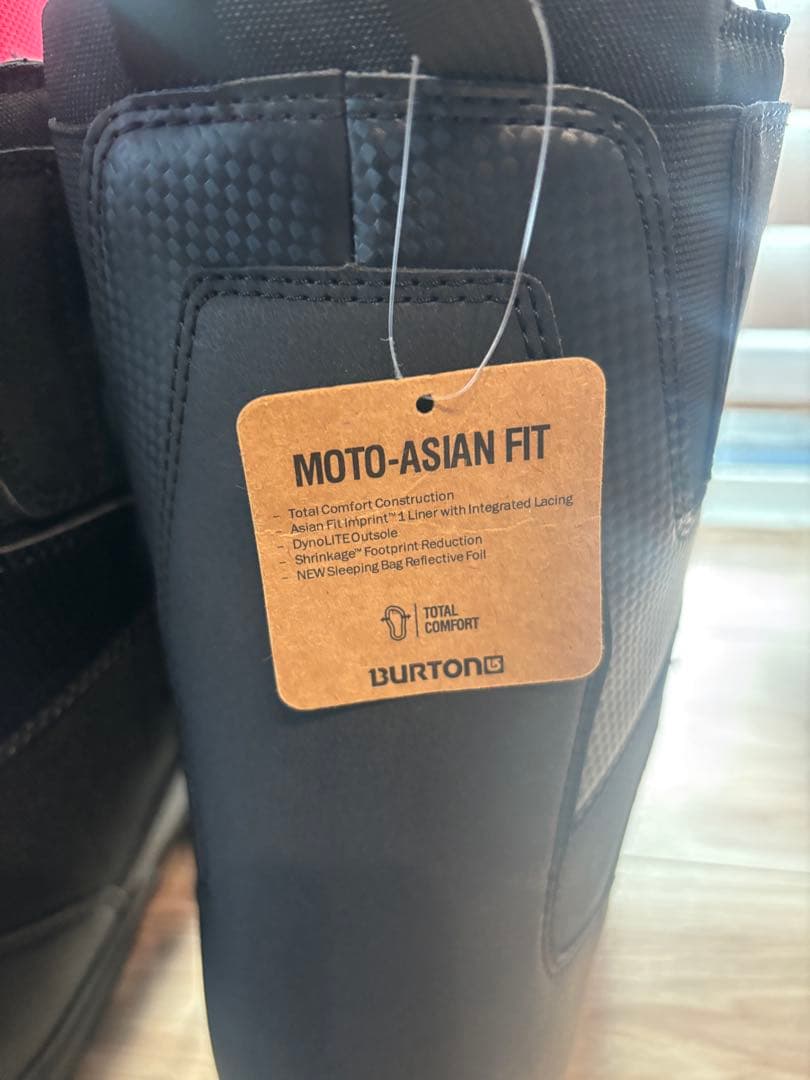 MOTO-ASIAN FIT
– Total Comfort Construction
– Asian Fit Imprint™ 1 Liner with Integrated Lacing
– DynoLITE Outsole
– Shrinkage℠ Footprint Reduction
– NEW Sleeping Bag Reflective Foil
TOTAL
COMFORT
BURTON